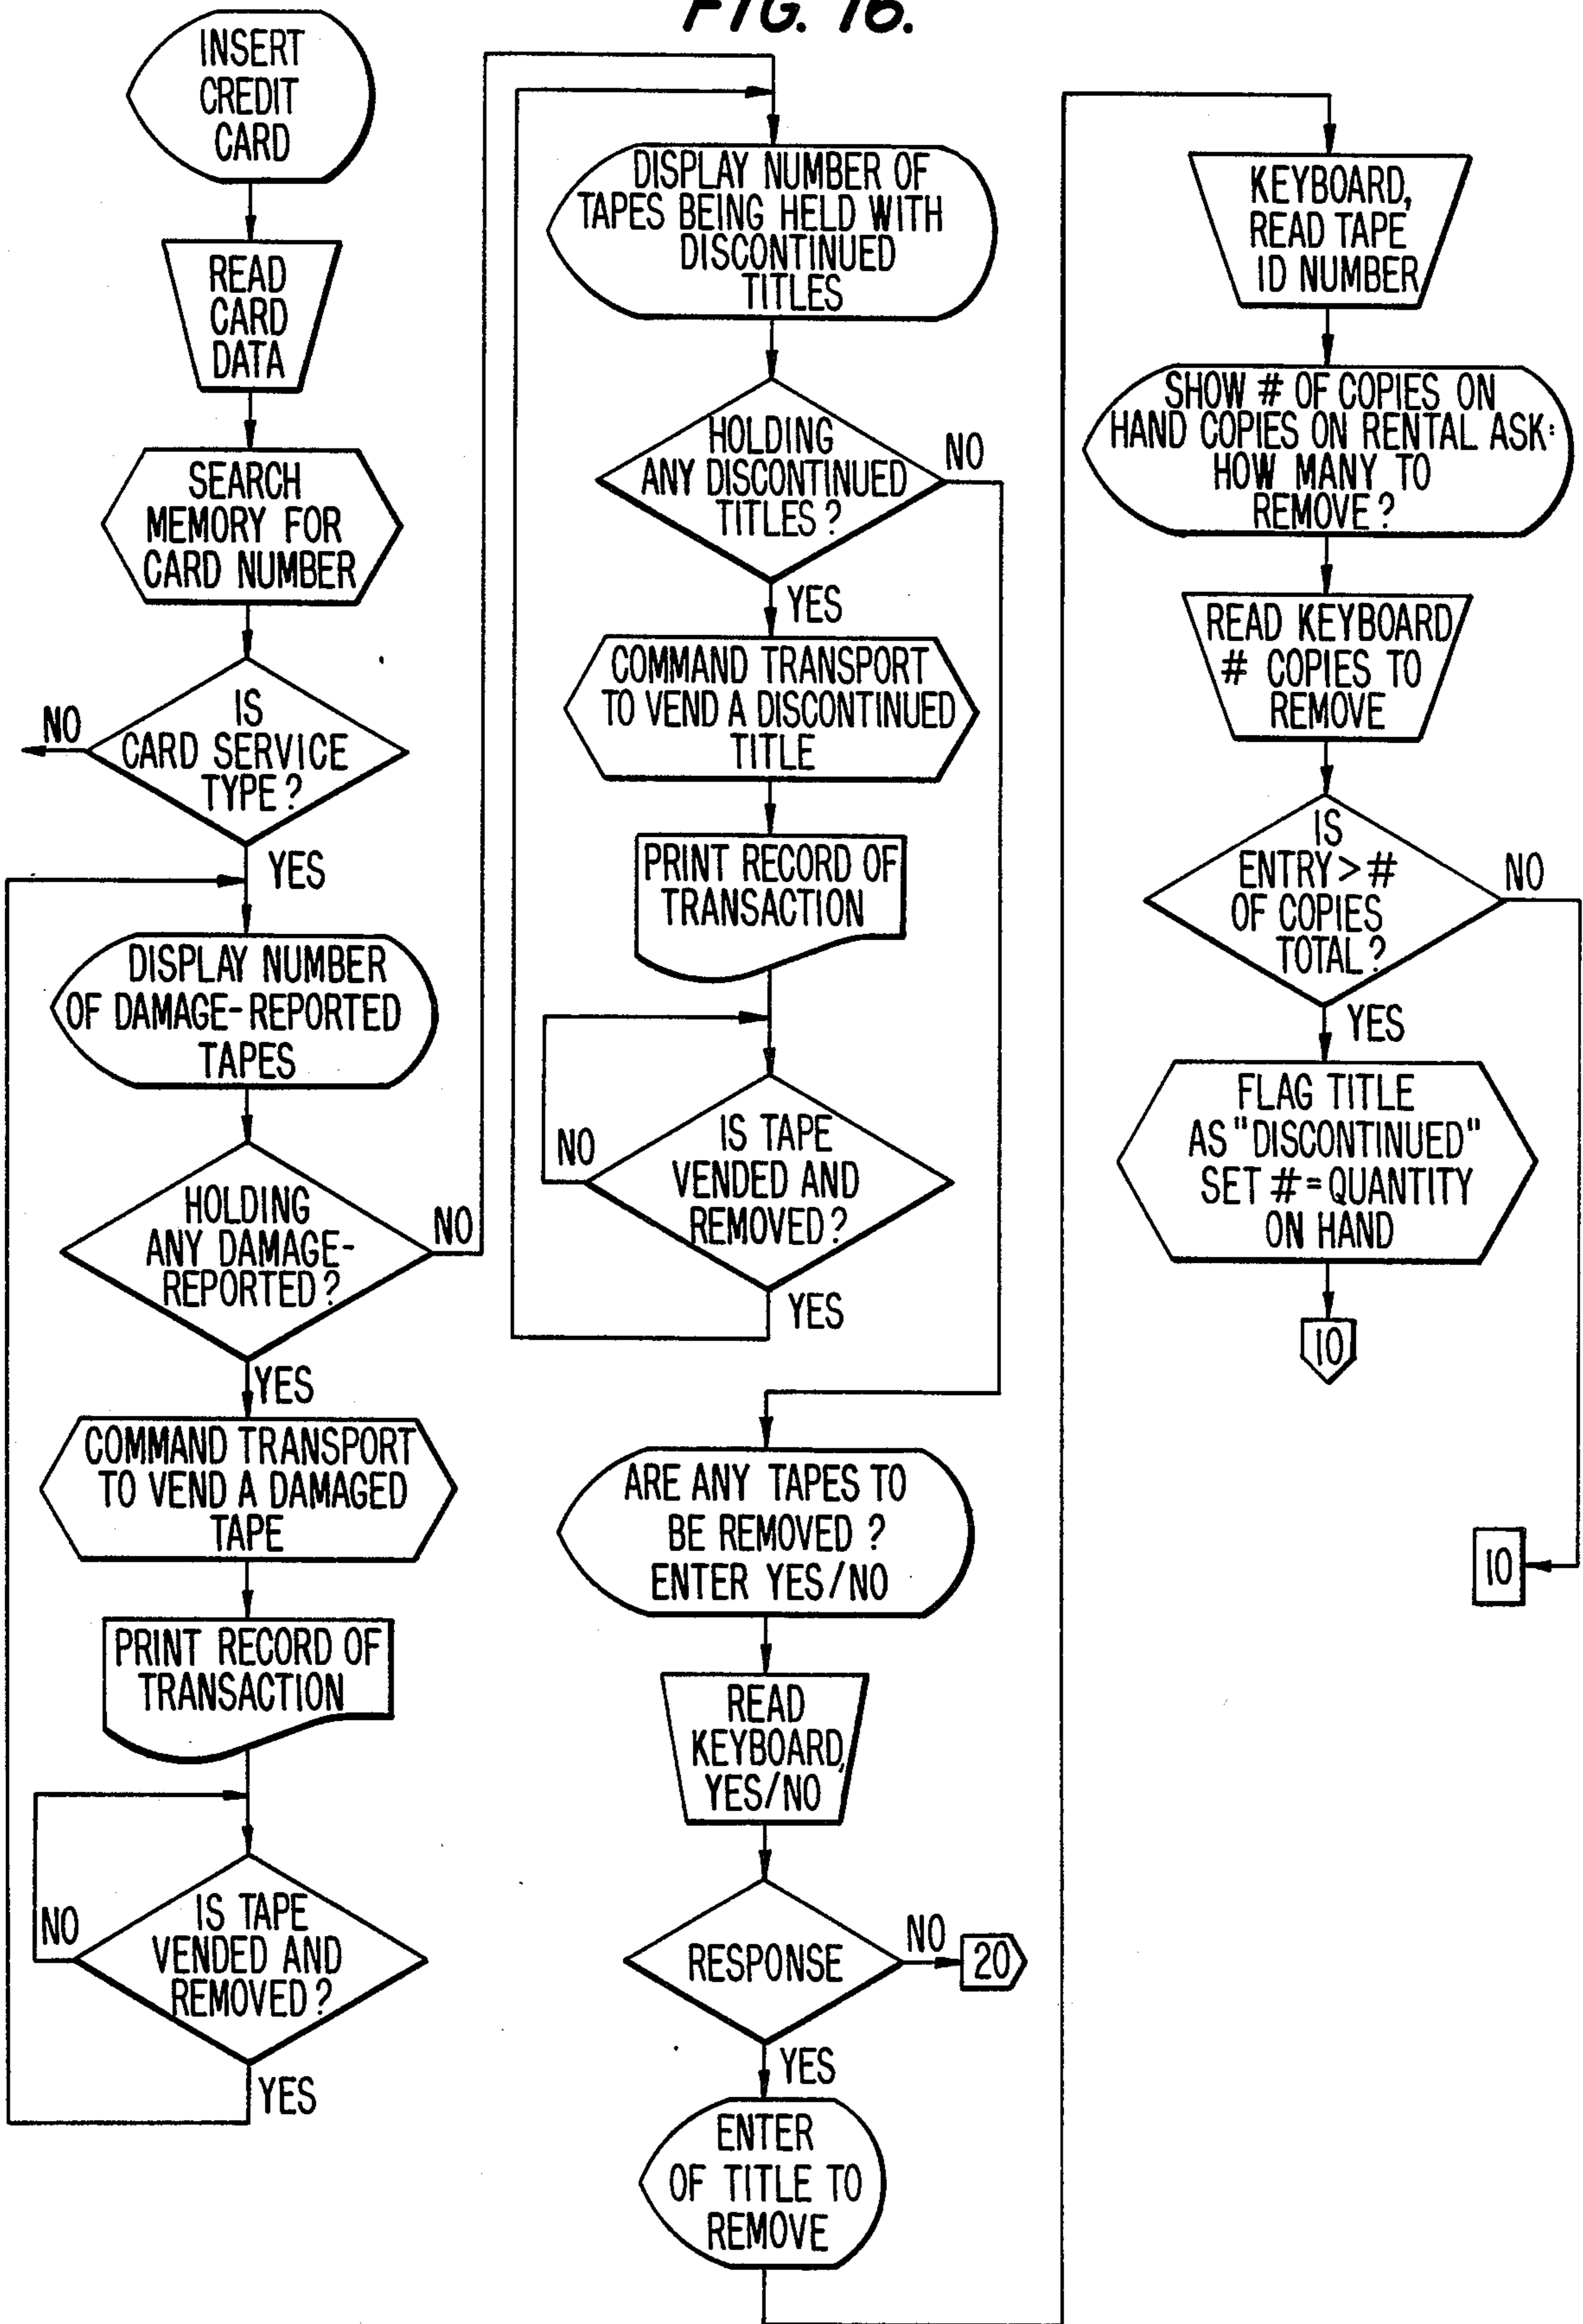 FIG. 16.
INSERT
CREDIT
CARD
READ
CARD
DATA
SEARCH
MEMORY FOR
CARD NUMBER
IS
CARD SERVICE
TYPE?
NO
YES
DISPLAY NUMBER
OF DAMAGE-REPORTED
TAPES
HOLDING
ANY DAMAGE-
REPORTED?
NO
YES
COMMAND TRANSPORT
TO VEND A DAMAGED
TAPE
PRINT RECORD OF
TRANSACTION
IS TAPE
VENDED AND
REMOVED?
NO
YES
DISPLAY NUMBER OF
TAPES BEING HELD WITH
DISCONTINUED
TITLES
HOLDING
ANY DISCONTINUED
TITLES?
NO
YES
COMMAND TRANSPORT
TO VEND A DISCONTINUED
TITLE
PRINT RECORD OF
TRANSACTION
IS TAPE
VENDED AND
REMOVED?
NO
YES
ARE ANY TAPES TO
BE REMOVED?
ENTER YES/NO
READ
KEYBOARD,
YES/NO
RESPONSE
NO
20
YES
ENTER
OF TITLE TO
REMOVE
KEYBOARD,
READ TAPE
ID NUMBER
SHOW # OF COPIES ON
HAND COPIES ON RENTAL ASK:
HOW MANY TO
REMOVE?
READ KEYBOARD
# COPIES TO
REMOVE
IS
ENTRY > #
OF COPIES
TOTAL?
NO
YES
FLAG TITLE
AS "DISCONTINUED"
SET # = QUANTITY
ON HAND
10
10